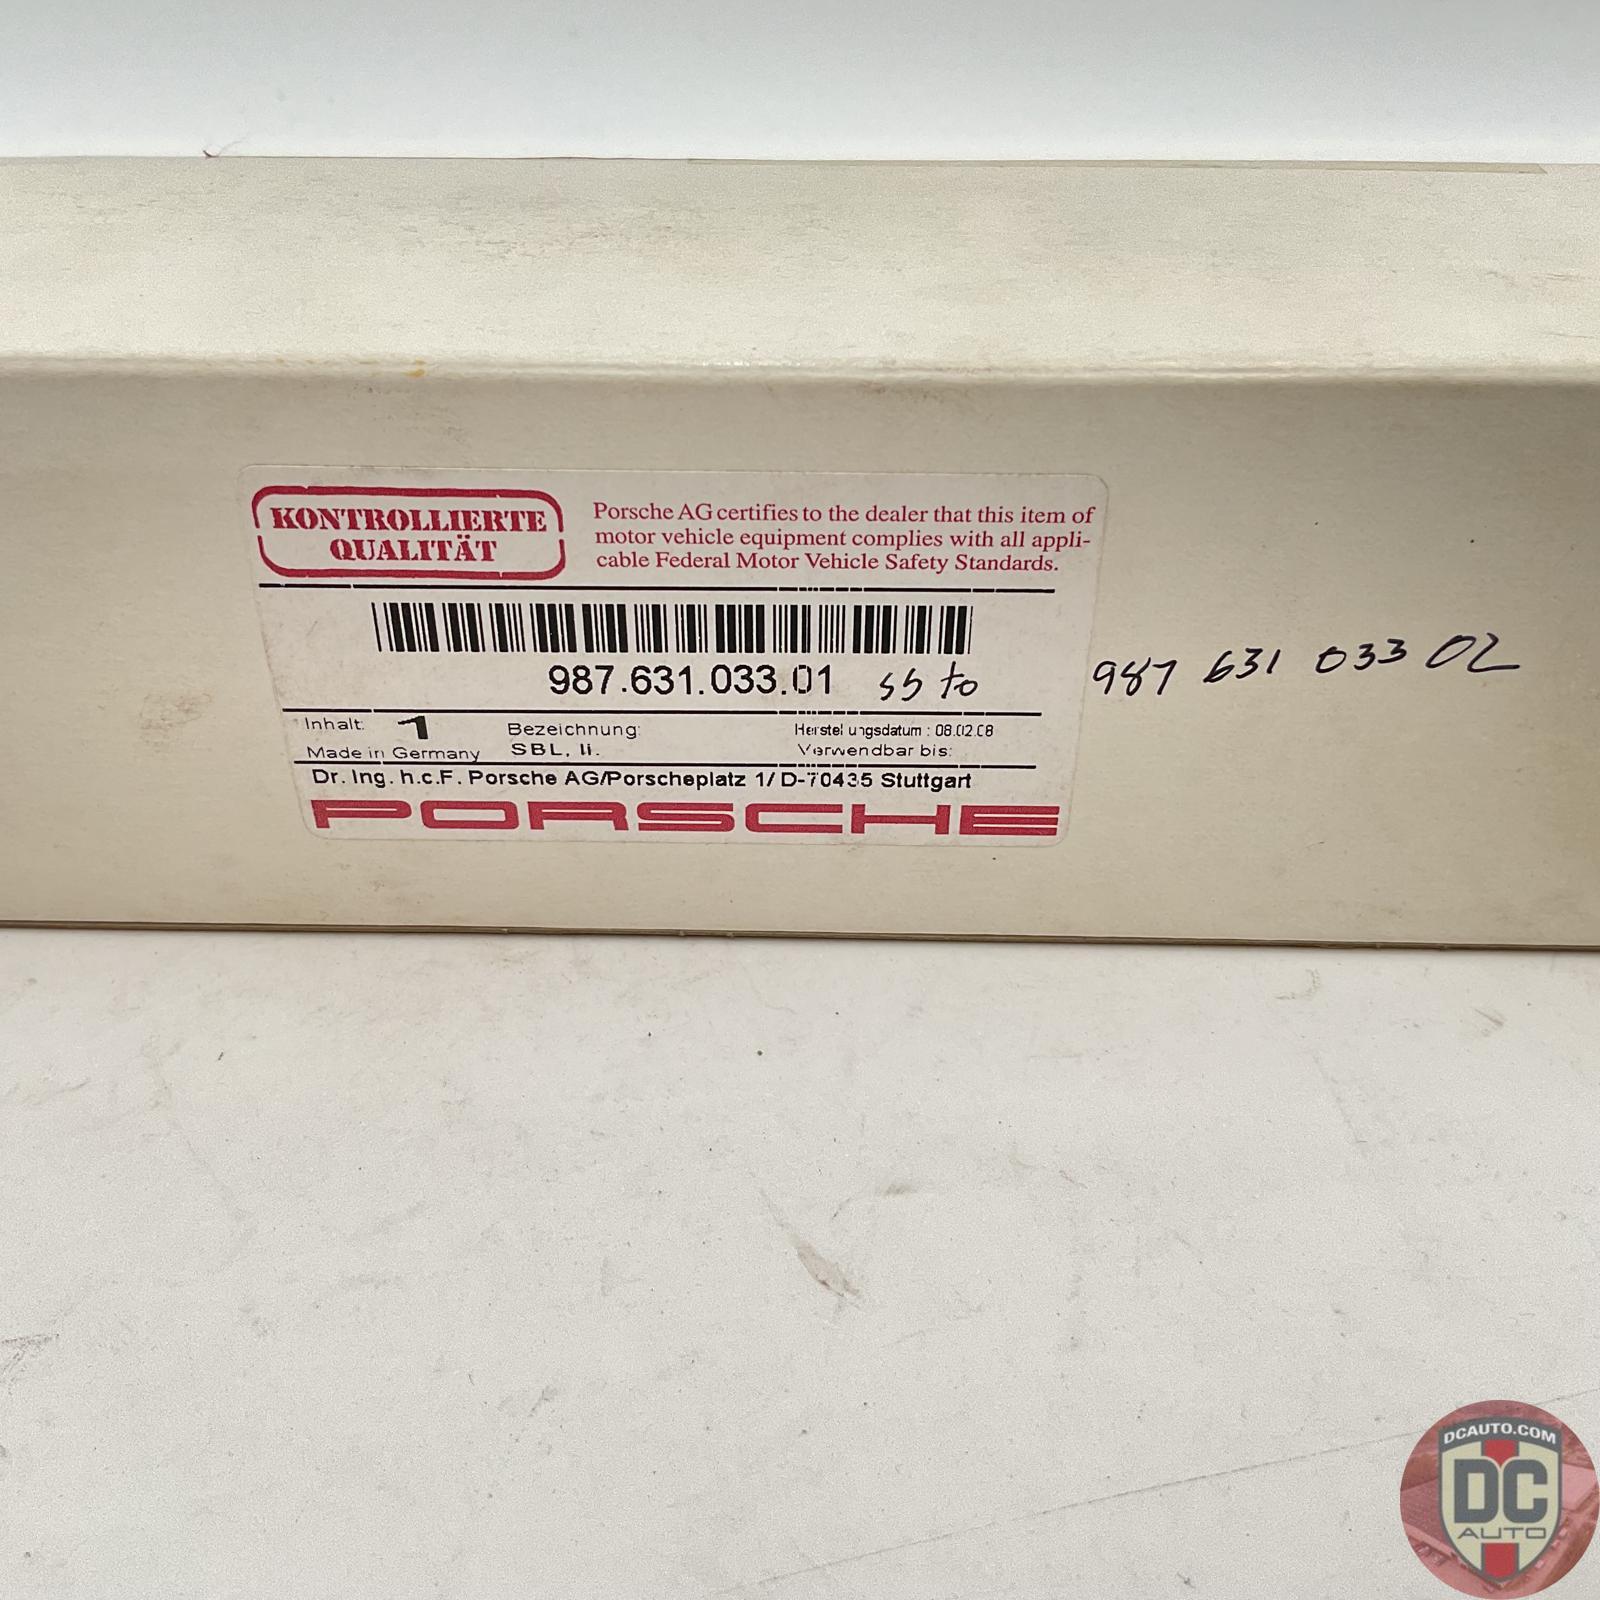 KONTROLLIERTE
QUALITÄT
Porsche AG certifies to the dealer that this item of
motor vehicle equipment complies with all appli-
cable Federal Motor Vehicle Safety Standards.
987.631.033.01 ss to 987 631 033 02
Inhalt: 1
Made in Germany
Bezeichnung:
SBL. li.
Herstellungsdatum : 08.02.08
Verwendbar bis:
Dr. Ing. h.c.F. Porsche AG/Porscheplatz 1/ D-70435 Stuttgart
PORSCHE
DCAUTO.COM
DC
AUTO